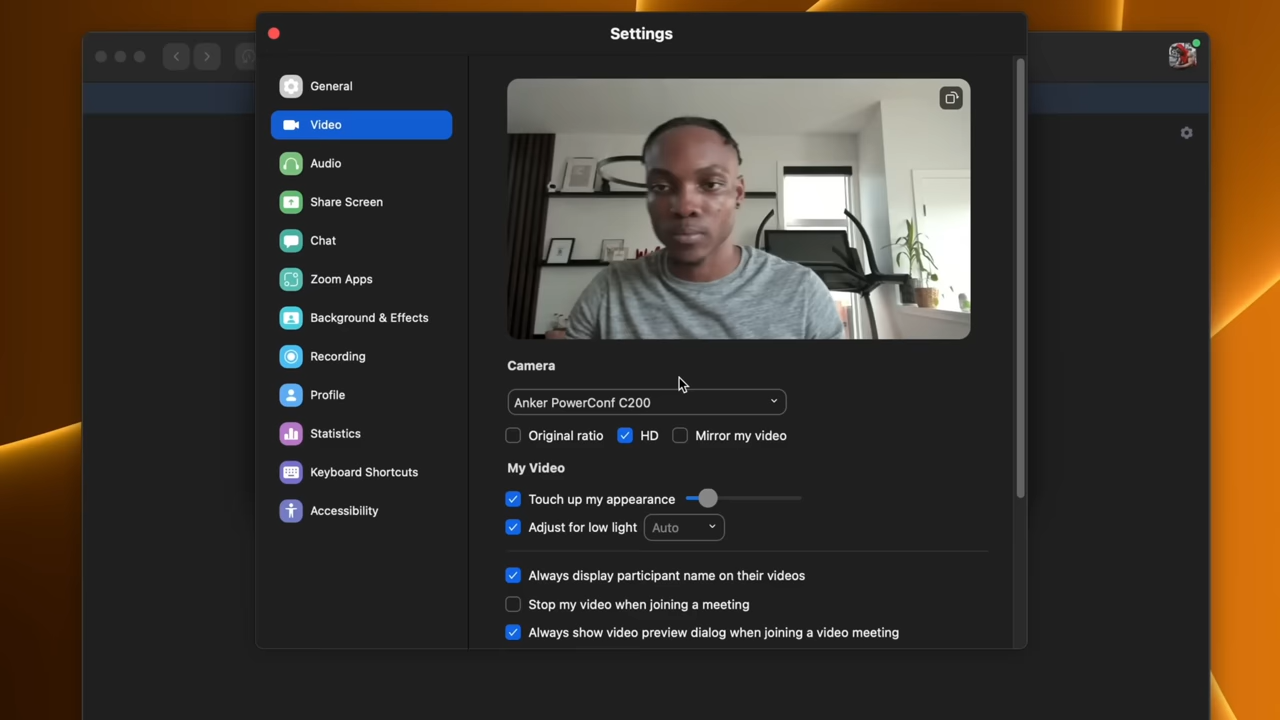 Settings
General
Video
Audio
Share Screen
Chat
Zoom Apps
Background & Effects
Recording
Profile
Statistics
Keyboard Shortcuts
Accessibility
Camera
Anker PowerConf C200
Original ratio HD Mirror my video
My Video
Touch up my appearance
Adjust for low light Auto
Always display participant name on their videos
Stop my video when joining a meeting
Always show video preview dialog when joining a video meeting